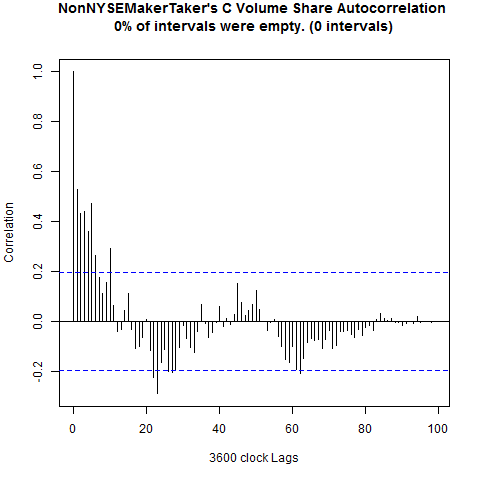 NonNYSEMakerTaker's C Volume Share Autocorrelation
0% of intervals were empty. (0 intervals)
Correlation
1.0
0.8
0.6
0.4
0.2
0.0
-0.2
0 20 40 60 80 100
3600 clock Lags